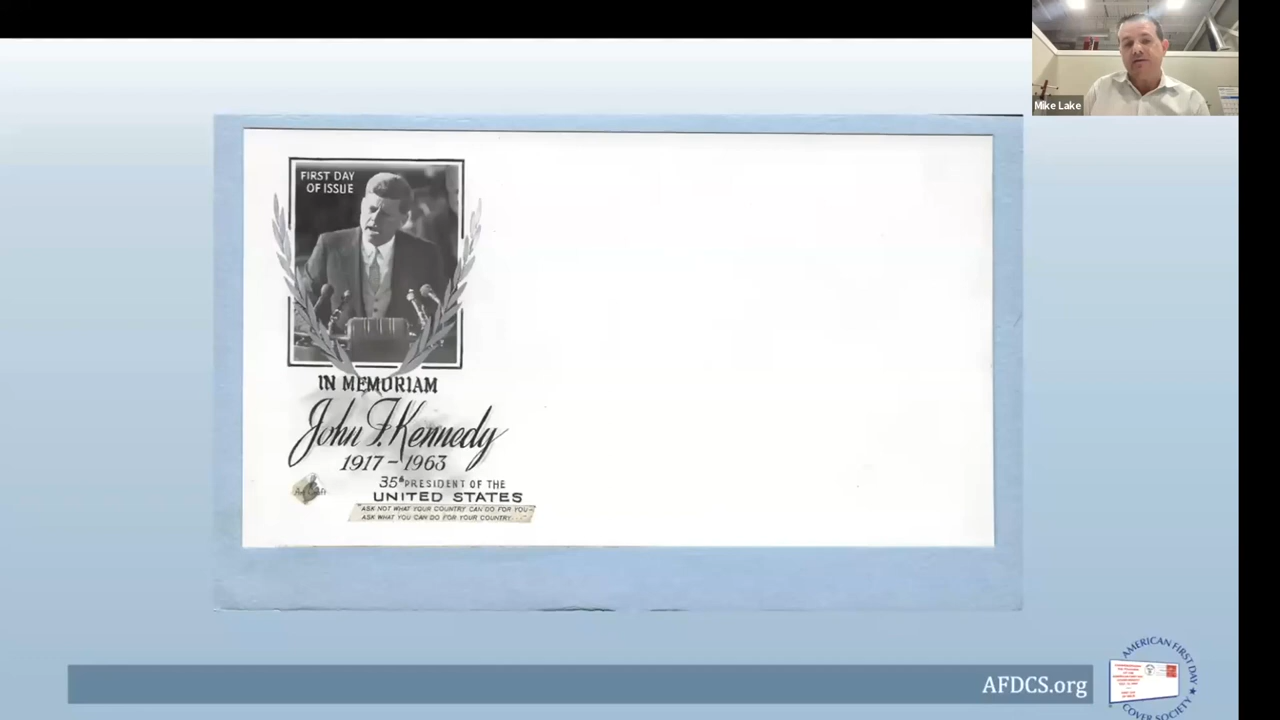 Mike Lake
FIRST DAY
OF ISSUE
IN MEMORIAM
John F. Kennedy
1917 - 1963
35th PRESIDENT OF THE
UNITED STATES
"ASK NOT WHAT YOUR COUNTRY CAN DO FOR YOU -
ASK WHAT YOU CAN DO FOR YOUR COUNTRY
AFDCS.org
AMERICAN FIRST DAY
COVER SOCIETY